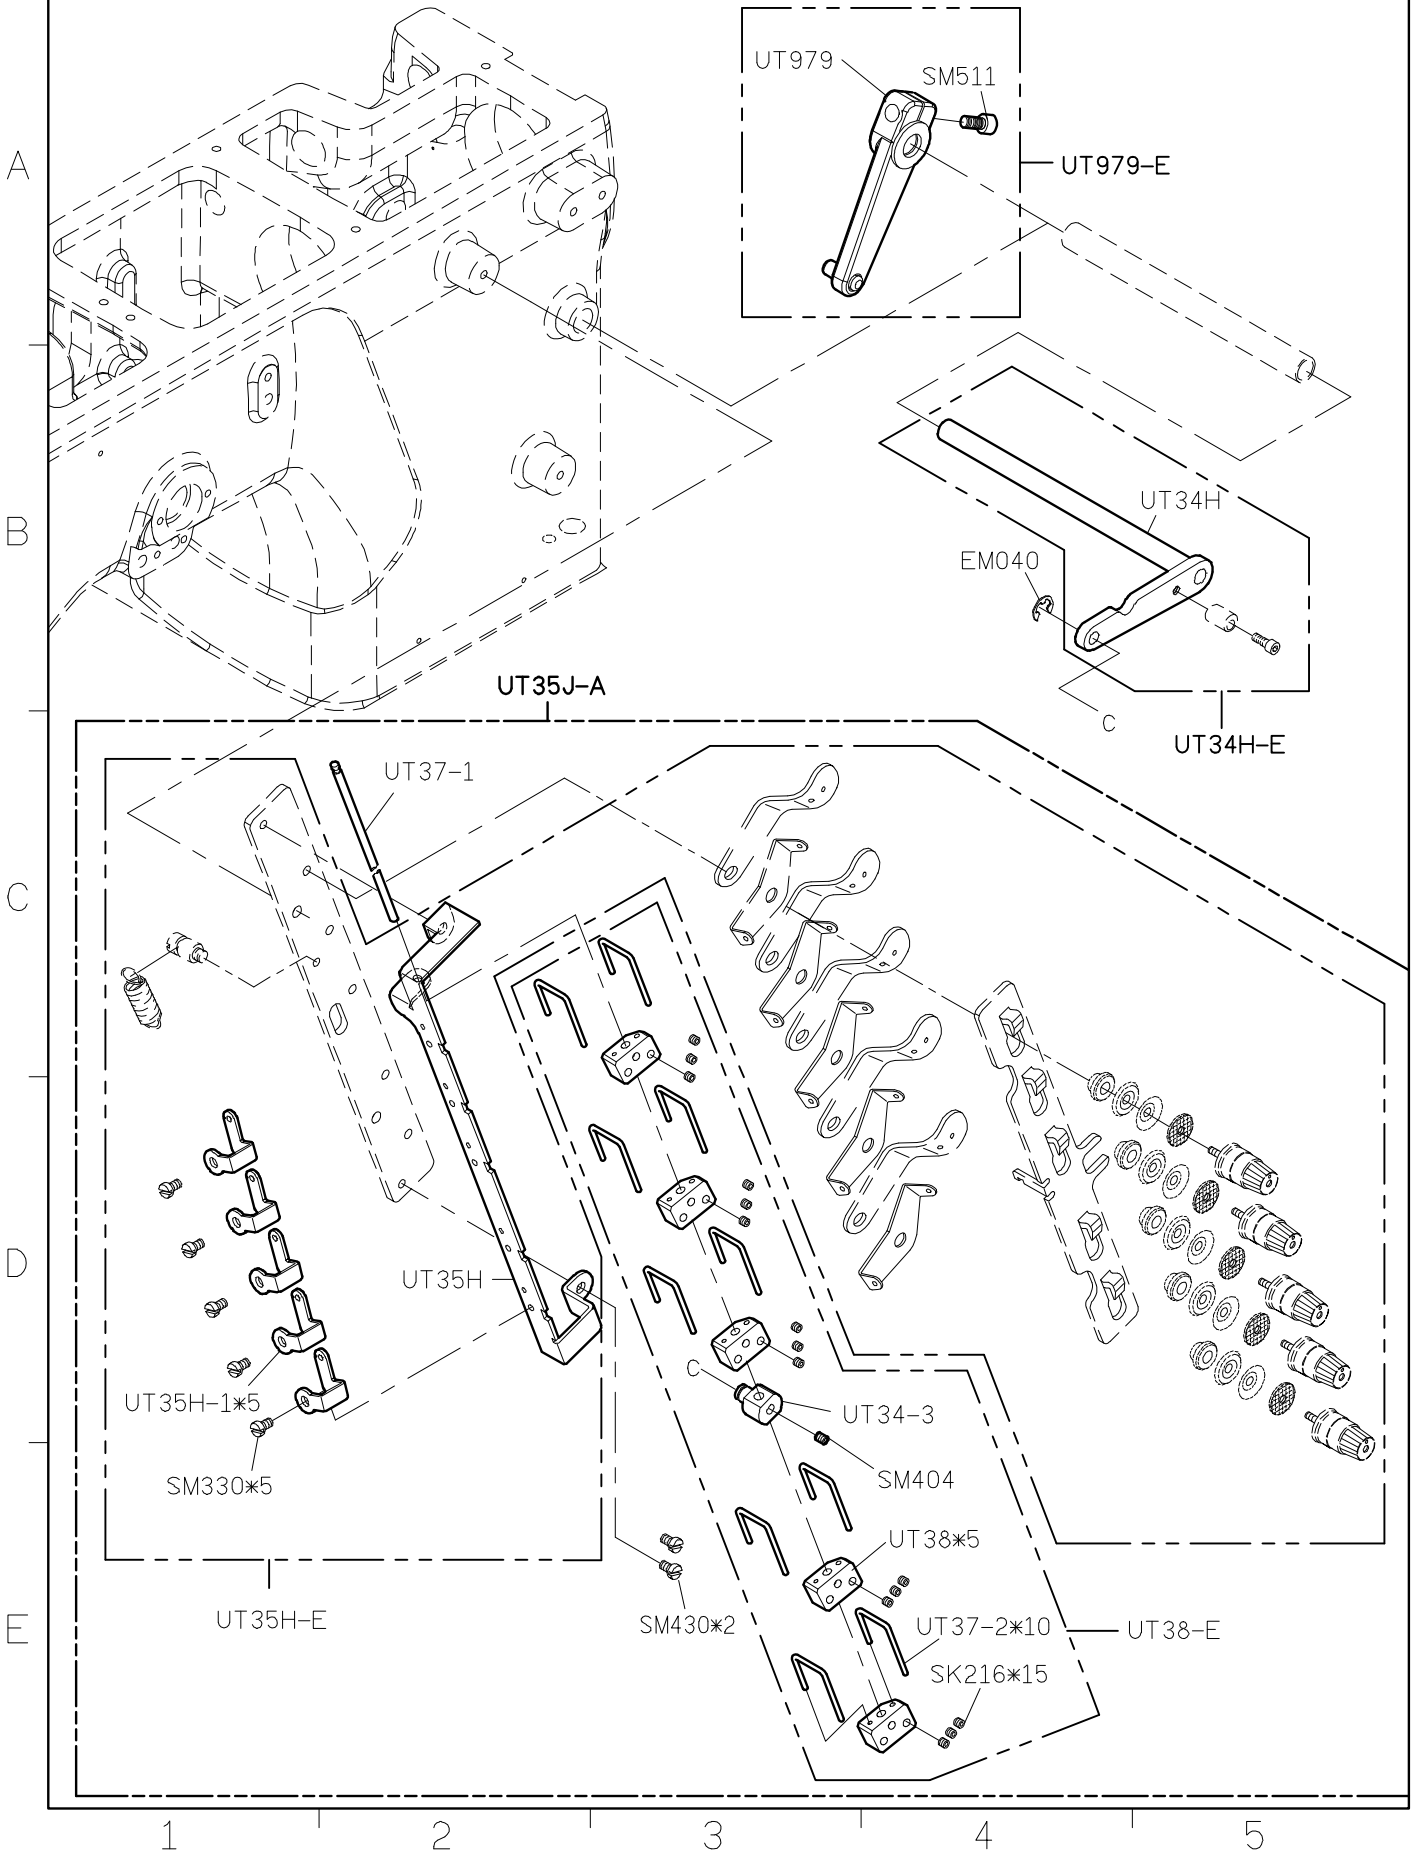 UT979
SM511
A
UT979-E
UT34H
B
EM040
UT35J-A
C
UT34H-E
UT37-1
C
D
UT35H
C
UT35H-1*5
UT34-3
SM330*5
SM404
UT38*5
E
UT35H-E
SM430*2
UT37-2*10
UT38-E
SK216*15
1
2
3
4
5